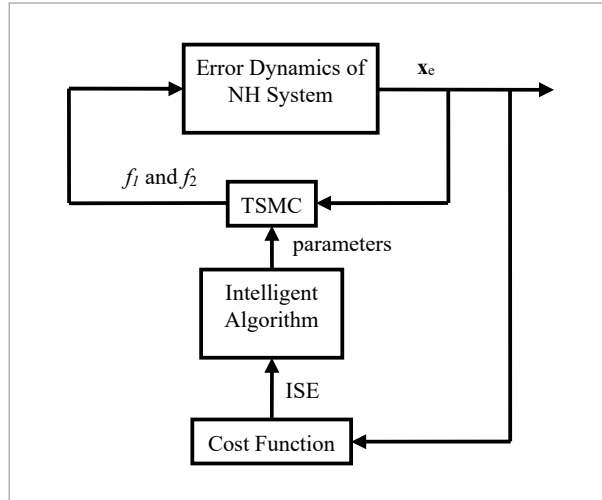 Error Dynamics of
NH System
xe
f1 and f2
TSMC
parameters
Intelligent
Algorithm
ISE
Cost Function